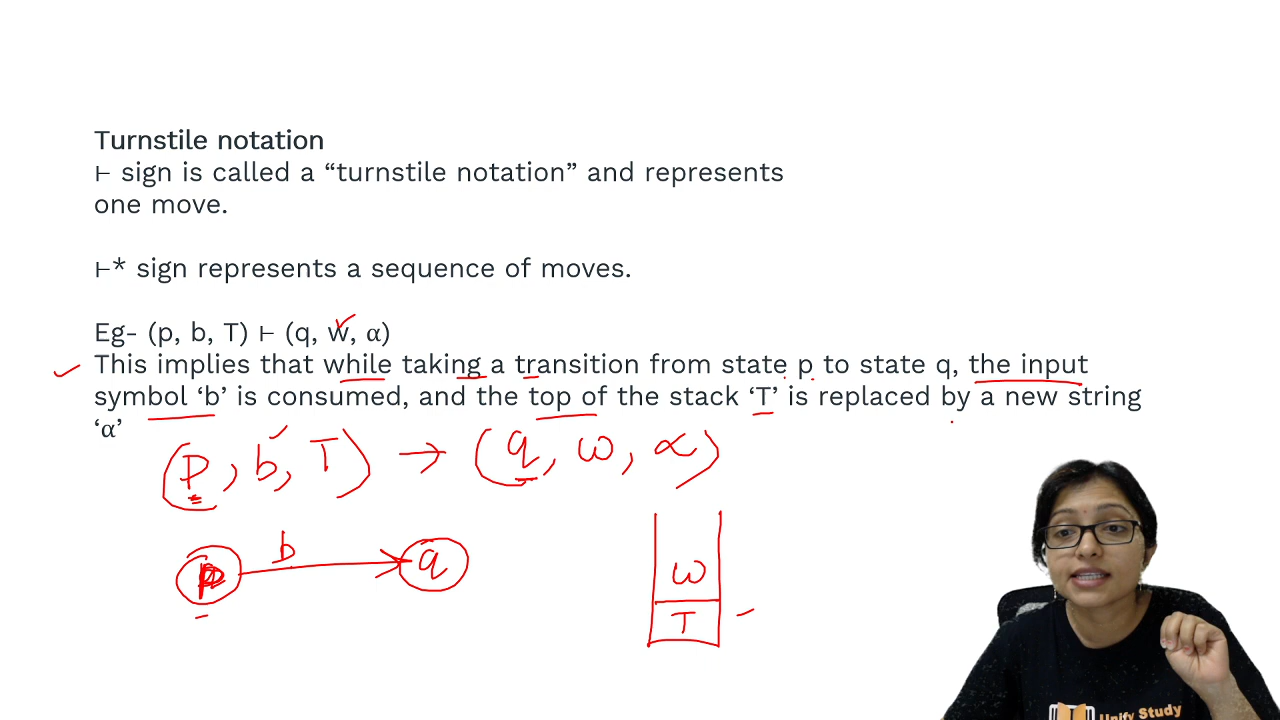 Turnstile notation
⊢ sign is called a “turnstile notation” and represents
one move.
⊢* sign represents a sequence of moves.
Eg- (p, b, T) ⊢ (q, w, α)
This implies that while taking a transition from state p to state q, the input
symbol ‘b’ is consumed, and the top of the stack ‘T’ is replaced by a new string
‘α’
(p, b, T) → (q, ω, α)
b
p q
ω
T
Unify Study